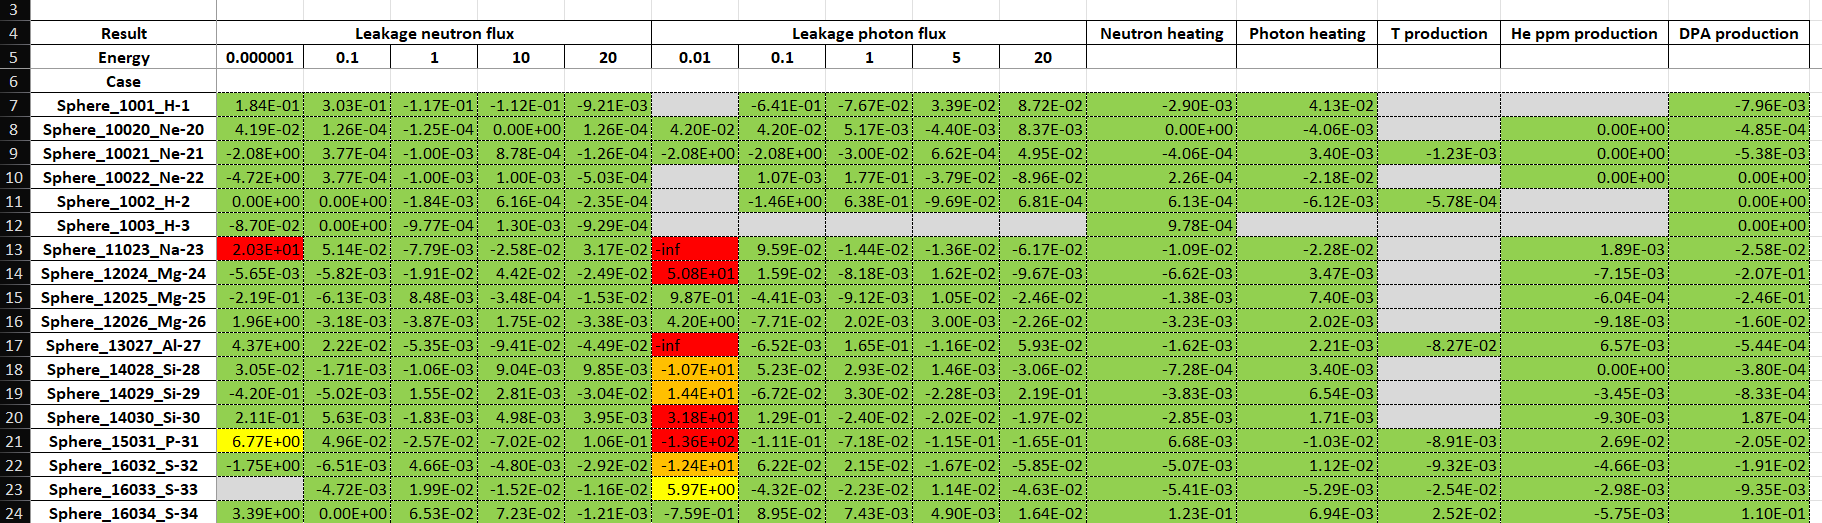 3
4 Result Leakage neutron flux Leakage photon flux Neutron heating Photon heating T production He ppm production DPA production
5 Energy 0.000001 0.1 1 10 20 0.01 0.1 1 5 20
6 Case
7 Sphere_1001_H-1 1.84E-01 3.03E-01 -1.17E-01 -1.12E-01 -9.21E-03 -6.41E-01 -7.67E-02 3.39E-02 8.72E-02 -2.90E-03 4.13E-02 -7.96E-03
8 Sphere_10020_Ne-20 4.19E-02 1.26E-04 -1.25E-04 0.00E+00 1.26E-04 4.20E-02 4.20E-02 5.17E-03 -4.40E-03 8.37E-03 0.00E+00 -4.06E-03 0.00E+00 -4.85E-04
9 Sphere_10021_Ne-21 -2.08E+00 3.77E-04 -1.00E-03 8.78E-04 -1.26E-04 -2.08E+00 -2.08E+00 -3.00E-02 6.62E-04 4.95E-02 -4.06E-04 3.40E-03 -1.23E-03 0.00E+00 -5.38E-03
10 Sphere_10022_Ne-22 -4.72E+00 3.77E-04 -1.00E-03 1.00E-03 -5.03E-04 1.07E-03 1.77E-01 -3.79E-02 -8.96E-02 2.26E-04 -2.18E-02 0.00E+00 0.00E+00
11 Sphere_1002_H-2 0.00E+00 0.00E+00 -1.84E-03 6.16E-04 -2.35E-04 -1.46E+00 6.38E-01 -9.69E-02 6.81E-04 6.13E-04 -6.12E-03 -5.78E-04 0.00E+00
12 Sphere_1003_H-3 -8.70E-02 0.00E+00 -9.77E-04 1.30E-03 -9.29E-04 9.78E-04 0.00E+00
13 Sphere_11023_Na-23 2.03E+01 5.14E-02 -7.79E-03 -2.58E-02 3.17E-02 -inf 9.59E-02 -1.44E-02 -1.36E-02 -6.17E-02 -1.09E-02 -2.28E-02 1.89E-03 -2.58E-02
14 Sphere_12024_Mg-24 -5.65E-03 -5.82E-03 -1.91E-02 4.42E-02 -2.49E-02 5.08E+01 1.59E-02 -8.18E-03 1.62E-02 -9.67E-03 -6.62E-03 3.47E-03 -7.15E-03 -2.07E-01
15 Sphere_12025_Mg-25 -2.19E-01 -6.13E-03 8.48E-03 -3.48E-04 -1.53E-02 9.87E-01 -4.41E-03 -9.12E-03 1.05E-02 -2.46E-02 -1.38E-03 7.40E-03 -6.04E-04 -2.46E-01
16 Sphere_12026_Mg-26 1.96E+00 -3.18E-03 -3.87E-03 1.75E-02 -3.38E-03 4.20E+00 -7.71E-02 2.02E-03 3.00E-03 -2.26E-02 -3.23E-03 2.02E-03 -9.18E-03 -1.60E-02
17 Sphere_13027_Al-27 4.37E+00 2.22E-02 -5.35E-03 -9.41E-02 -4.49E-02 -inf -6.52E-03 1.65E-01 -1.16E-02 5.93E-02 -1.62E-03 2.21E-03 -8.27E-02 6.57E-03 -5.44E-04
18 Sphere_14028_Si-28 3.05E-02 -1.71E-03 -1.06E-03 9.04E-03 9.85E-03 -1.07E+01 5.23E-02 2.93E-02 1.46E-03 -3.06E-02 -7.28E-04 3.40E-03 0.00E+00 -3.80E-04
19 Sphere_14029_Si-29 -4.20E-01 -5.02E-03 1.55E-02 2.81E-03 -3.04E-02 1.44E+01 -6.72E-02 3.30E-02 -2.28E-03 2.19E-01 -3.83E-03 6.54E-03 -3.45E-03 -8.33E-04
20 Sphere_14030_Si-30 2.11E-01 5.63E-03 -1.83E-03 4.98E-03 3.95E-03 3.18E+01 1.29E-01 -2.40E-02 -2.02E-02 -1.97E-02 -2.85E-03 1.71E-03 -9.30E-03 1.87E-04
21 Sphere_15031_P-31 6.77E+00 4.96E-02 -2.57E-02 -7.02E-02 1.06E-01 -1.36E+02 -1.11E-01 -7.18E-02 -1.15E-01 -1.65E-01 6.68E-03 -1.03E-02 -8.91E-03 2.69E-02 -2.05E-02
22 Sphere_16032_S-32 -1.75E+00 -6.51E-03 4.66E-03 -4.80E-03 -2.92E-02 -1.24E+01 6.22E-02 2.15E-02 -1.67E-02 -5.85E-02 -5.07E-03 1.12E-02 -9.32E-03 -4.66E-03 -1.91E-02
23 Sphere_16033_S-33 -4.72E-03 1.99E-02 -1.52E-02 -1.16E-02 5.97E+00 -4.32E-02 -2.23E-02 1.14E-02 -4.63E-02 -5.41E-03 -5.29E-03 -2.54E-02 -2.98E-03 -9.35E-03
24 Sphere_16034_S-34 3.39E+00 0.00E+00 6.53E-02 7.23E-02 -1.21E-03 -7.59E-01 8.95E-02 7.43E-03 4.90E-03 1.64E-02 1.23E-01 6.94E-03 2.52E-02 -5.75E-03 1.10E-01